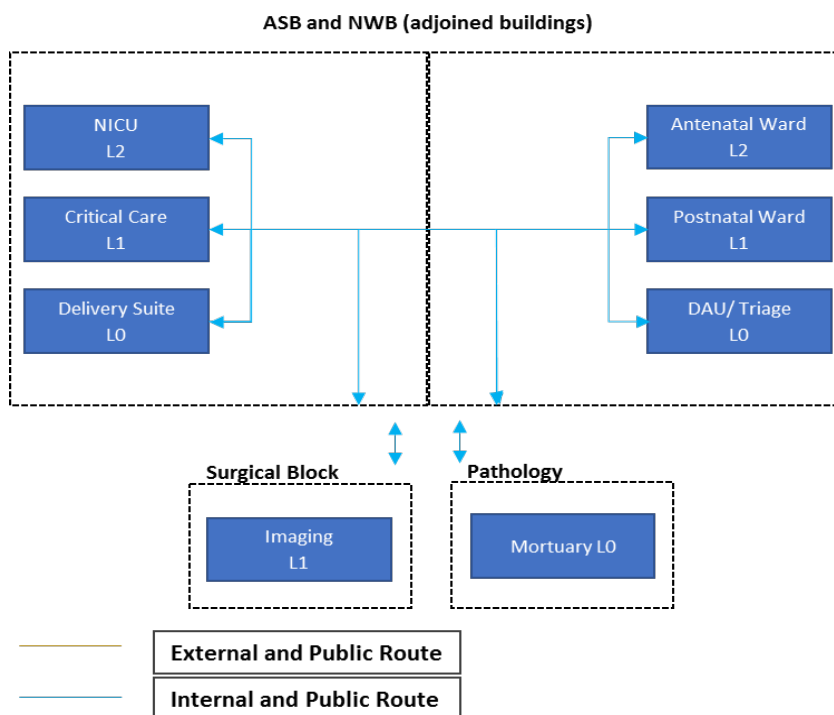 ASB and NWB (adjoined buildings)
NICU
L2
Critical Care
L1
Delivery Suite
L0
Antenatal Ward
L2
Postnatal Ward
L1
DAU/ Triage
L0
Surgical Block
Imaging
L1
Pathology
Mortuary L0
External and Public Route
Internal and Public Route